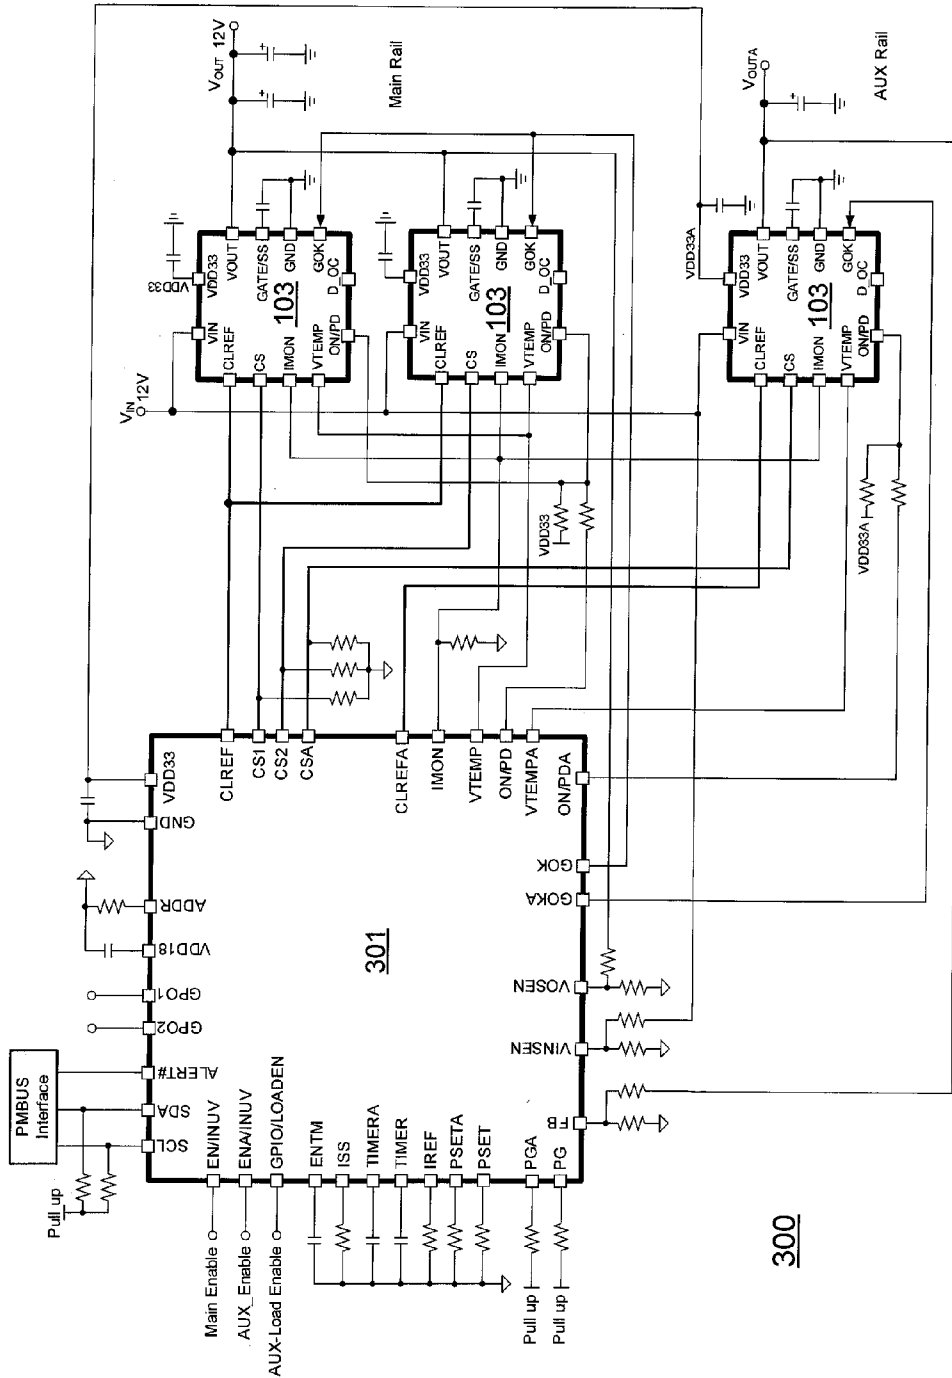 PMBUS
Interface
Pull up
SCL
SDA
ALERT#
GPO2
GPO1
VDD18
ADDR
GND
VDD33
Main Enable
AUX_Enable
AUX-Load Enable
EN/INUV
ENA/INUV
GPIO/LOADEN
ENTM
ISS
TIMERA
TIMER
IREF
PSETA
PSET
PGA
PG
Pull up
Pull up
301
CLREF
CS1
CS2
CSA
CLREFA
IMON
VTEMP
ON/PD
VTEMPA
ON/PDA
GOK
GOKA
VOSEN
VINSEN
FB
VIN 12V
VDD33
VIN
VDD33
CLREF
CS
IMON
VTEMP
VOUT
GATE/SS
GND
GOK
ON/PD
D_OC
103
VOUT 12V
Main Rail
VIN
VDD33
CLREF
CS
IMON
VTEMP
VOUT
GATE/SS
GND
GOK
ON/PD
D_OC
103
VDD33
VDD33A
VIN
VDD33
CLREF
CS
IMON
VTEMP
VOUT
GATE/SS
GND
GOK
ON/PD
D_OC
103
VDD33A
VOUTA
AUX Rail
300